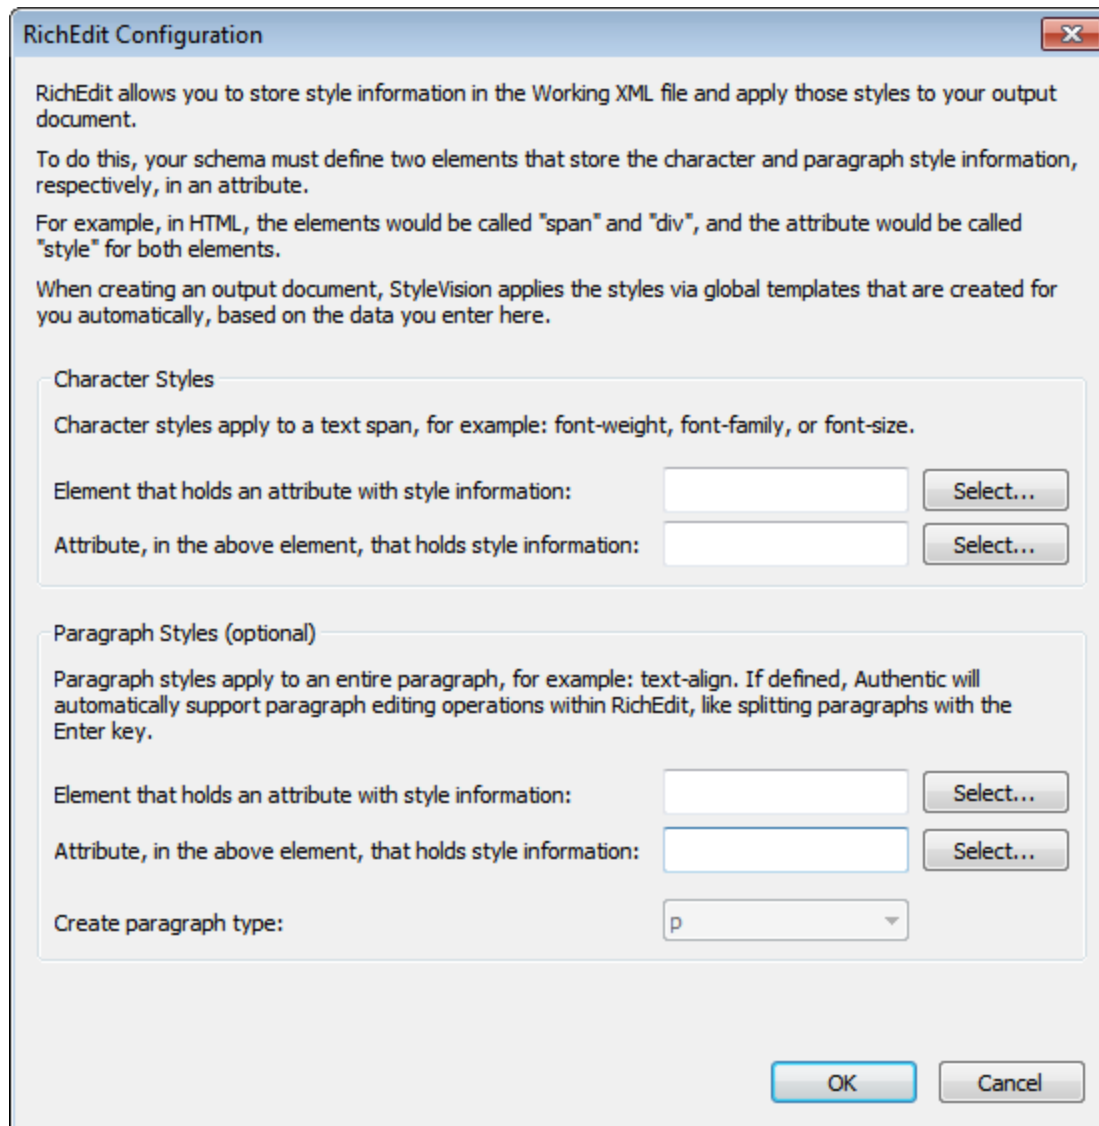 RichEdit Configuration
RichEdit allows you to store style information in the Working XML file and apply those styles to your output
document.
To do this, your schema must define two elements that store the character and paragraph style information,
respectively, in an attribute.
For example, in HTML, the elements would be called "span" and "div", and the attribute would be called
"style" for both elements.
When creating an output document, StyleVision applies the styles via global templates that are created for
you automatically, based on the data you enter here.
Character Styles
Character styles apply to a text span, for example: font-weight, font-family, or font-size.
Element that holds an attribute with style information: Select...
Attribute, in the above element, that holds style information: Select...
Paragraph Styles (optional)
Paragraph styles apply to an entire paragraph, for example: text-align. If defined, Authentic will
automatically support paragraph editing operations within RichEdit, like splitting paragraphs with the
Enter key.
Element that holds an attribute with style information: Select...
Attribute, in the above element, that holds style information: Select...
Create paragraph type: p
OK Cancel